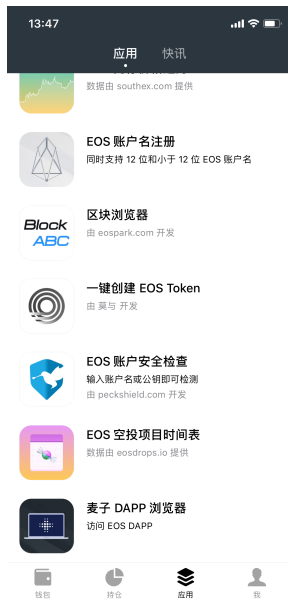 13:47
应用 快讯
数据由 southex.com 提供
EOS 账户名注册
同时支持 12 位和小于 12 位 EOS 账户名
Block
ABC
区块浏览器
由 eospark.com 开发
一键创建 EOS Token
由 莫与 开发
EOS 账户安全检查
输入账户名或公钥即可检测
由 peckshield.com 开发
EOS 空投项目时间表
数据由 eosdrops.io 提供
麦子 DAPP 浏览器
访问 EOS DAPP
钱包 持仓 应用 我